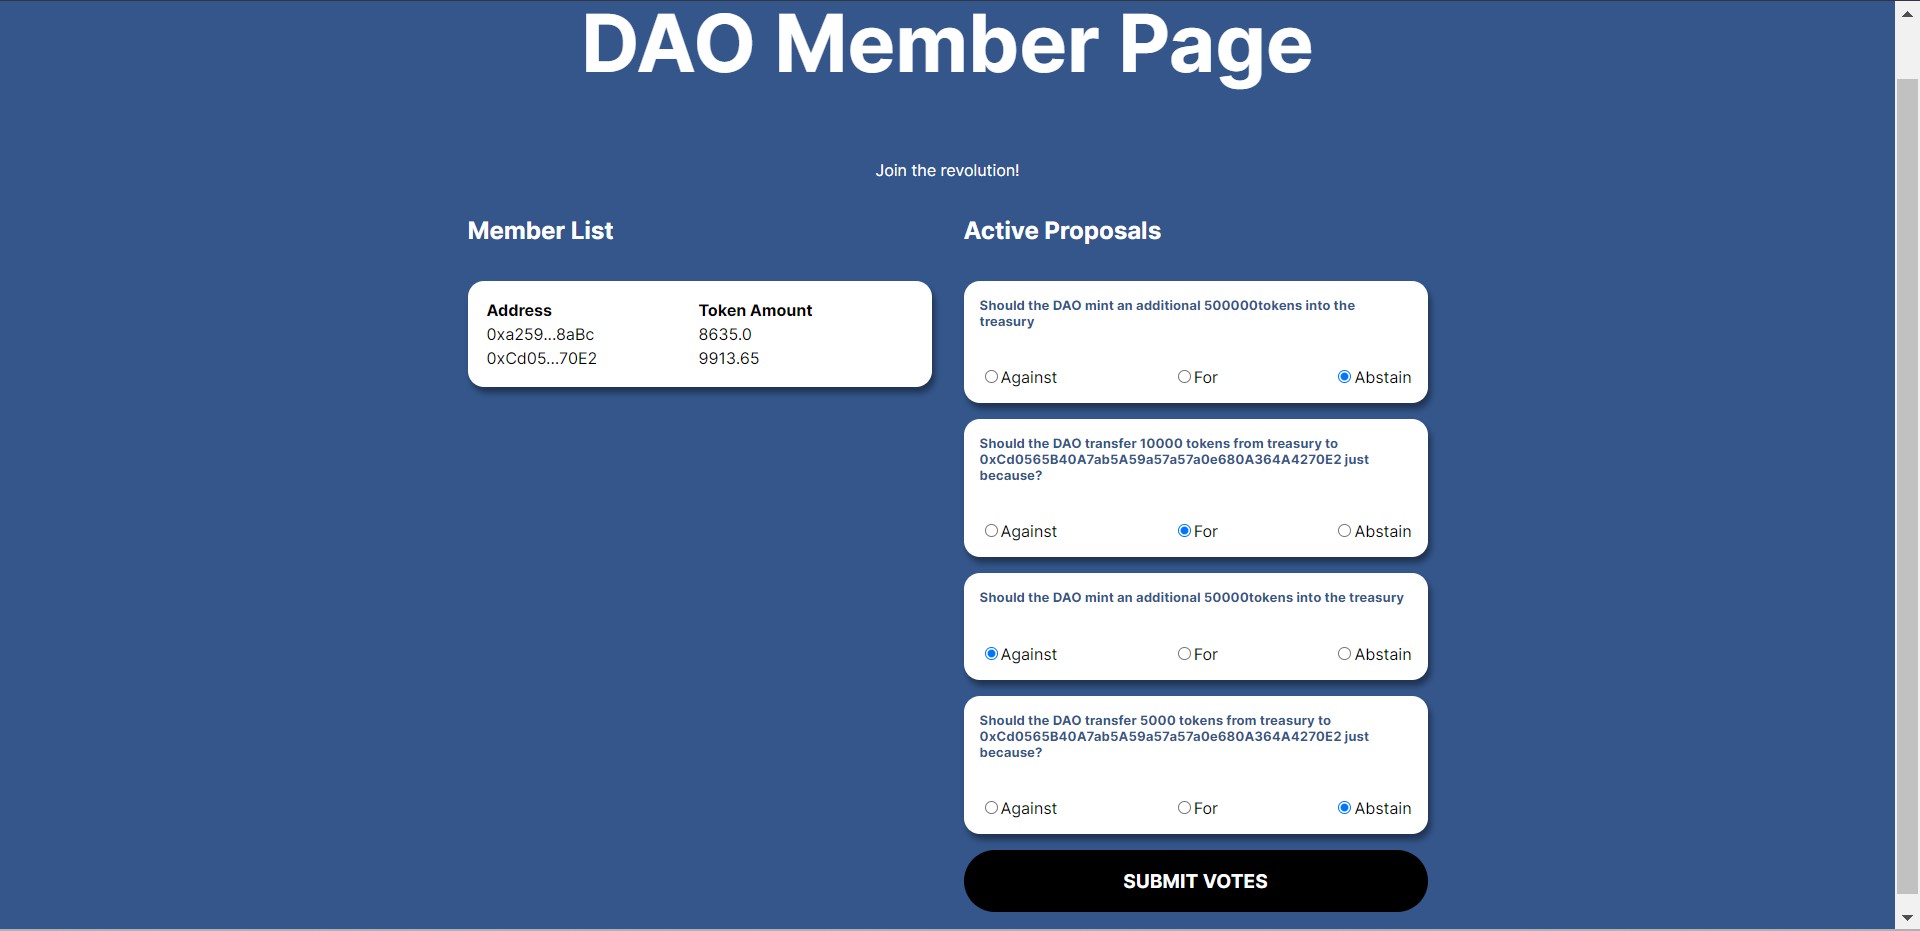 DAO Member Page
Join the revolution!
Member List
Address Token Amount
0xa259...8aBc 8635.0
0xCd05...70E2 9913.65
Active Proposals
Should the DAO mint an additional 500000tokens into the
treasury
Against For Abstain
Should the DAO transfer 10000 tokens from treasury to
0xCd0565B40A7ab5A59a57a57a0e680A364A4270E2 just
because?
Against For Abstain
Should the DAO mint an additional 50000tokens into the treasury
Against For Abstain
Should the DAO transfer 5000 tokens from treasury to
0xCd0565B40A7ab5A59a57a57a0e680A364A4270E2 just
because?
Against For Abstain
SUBMIT VOTES